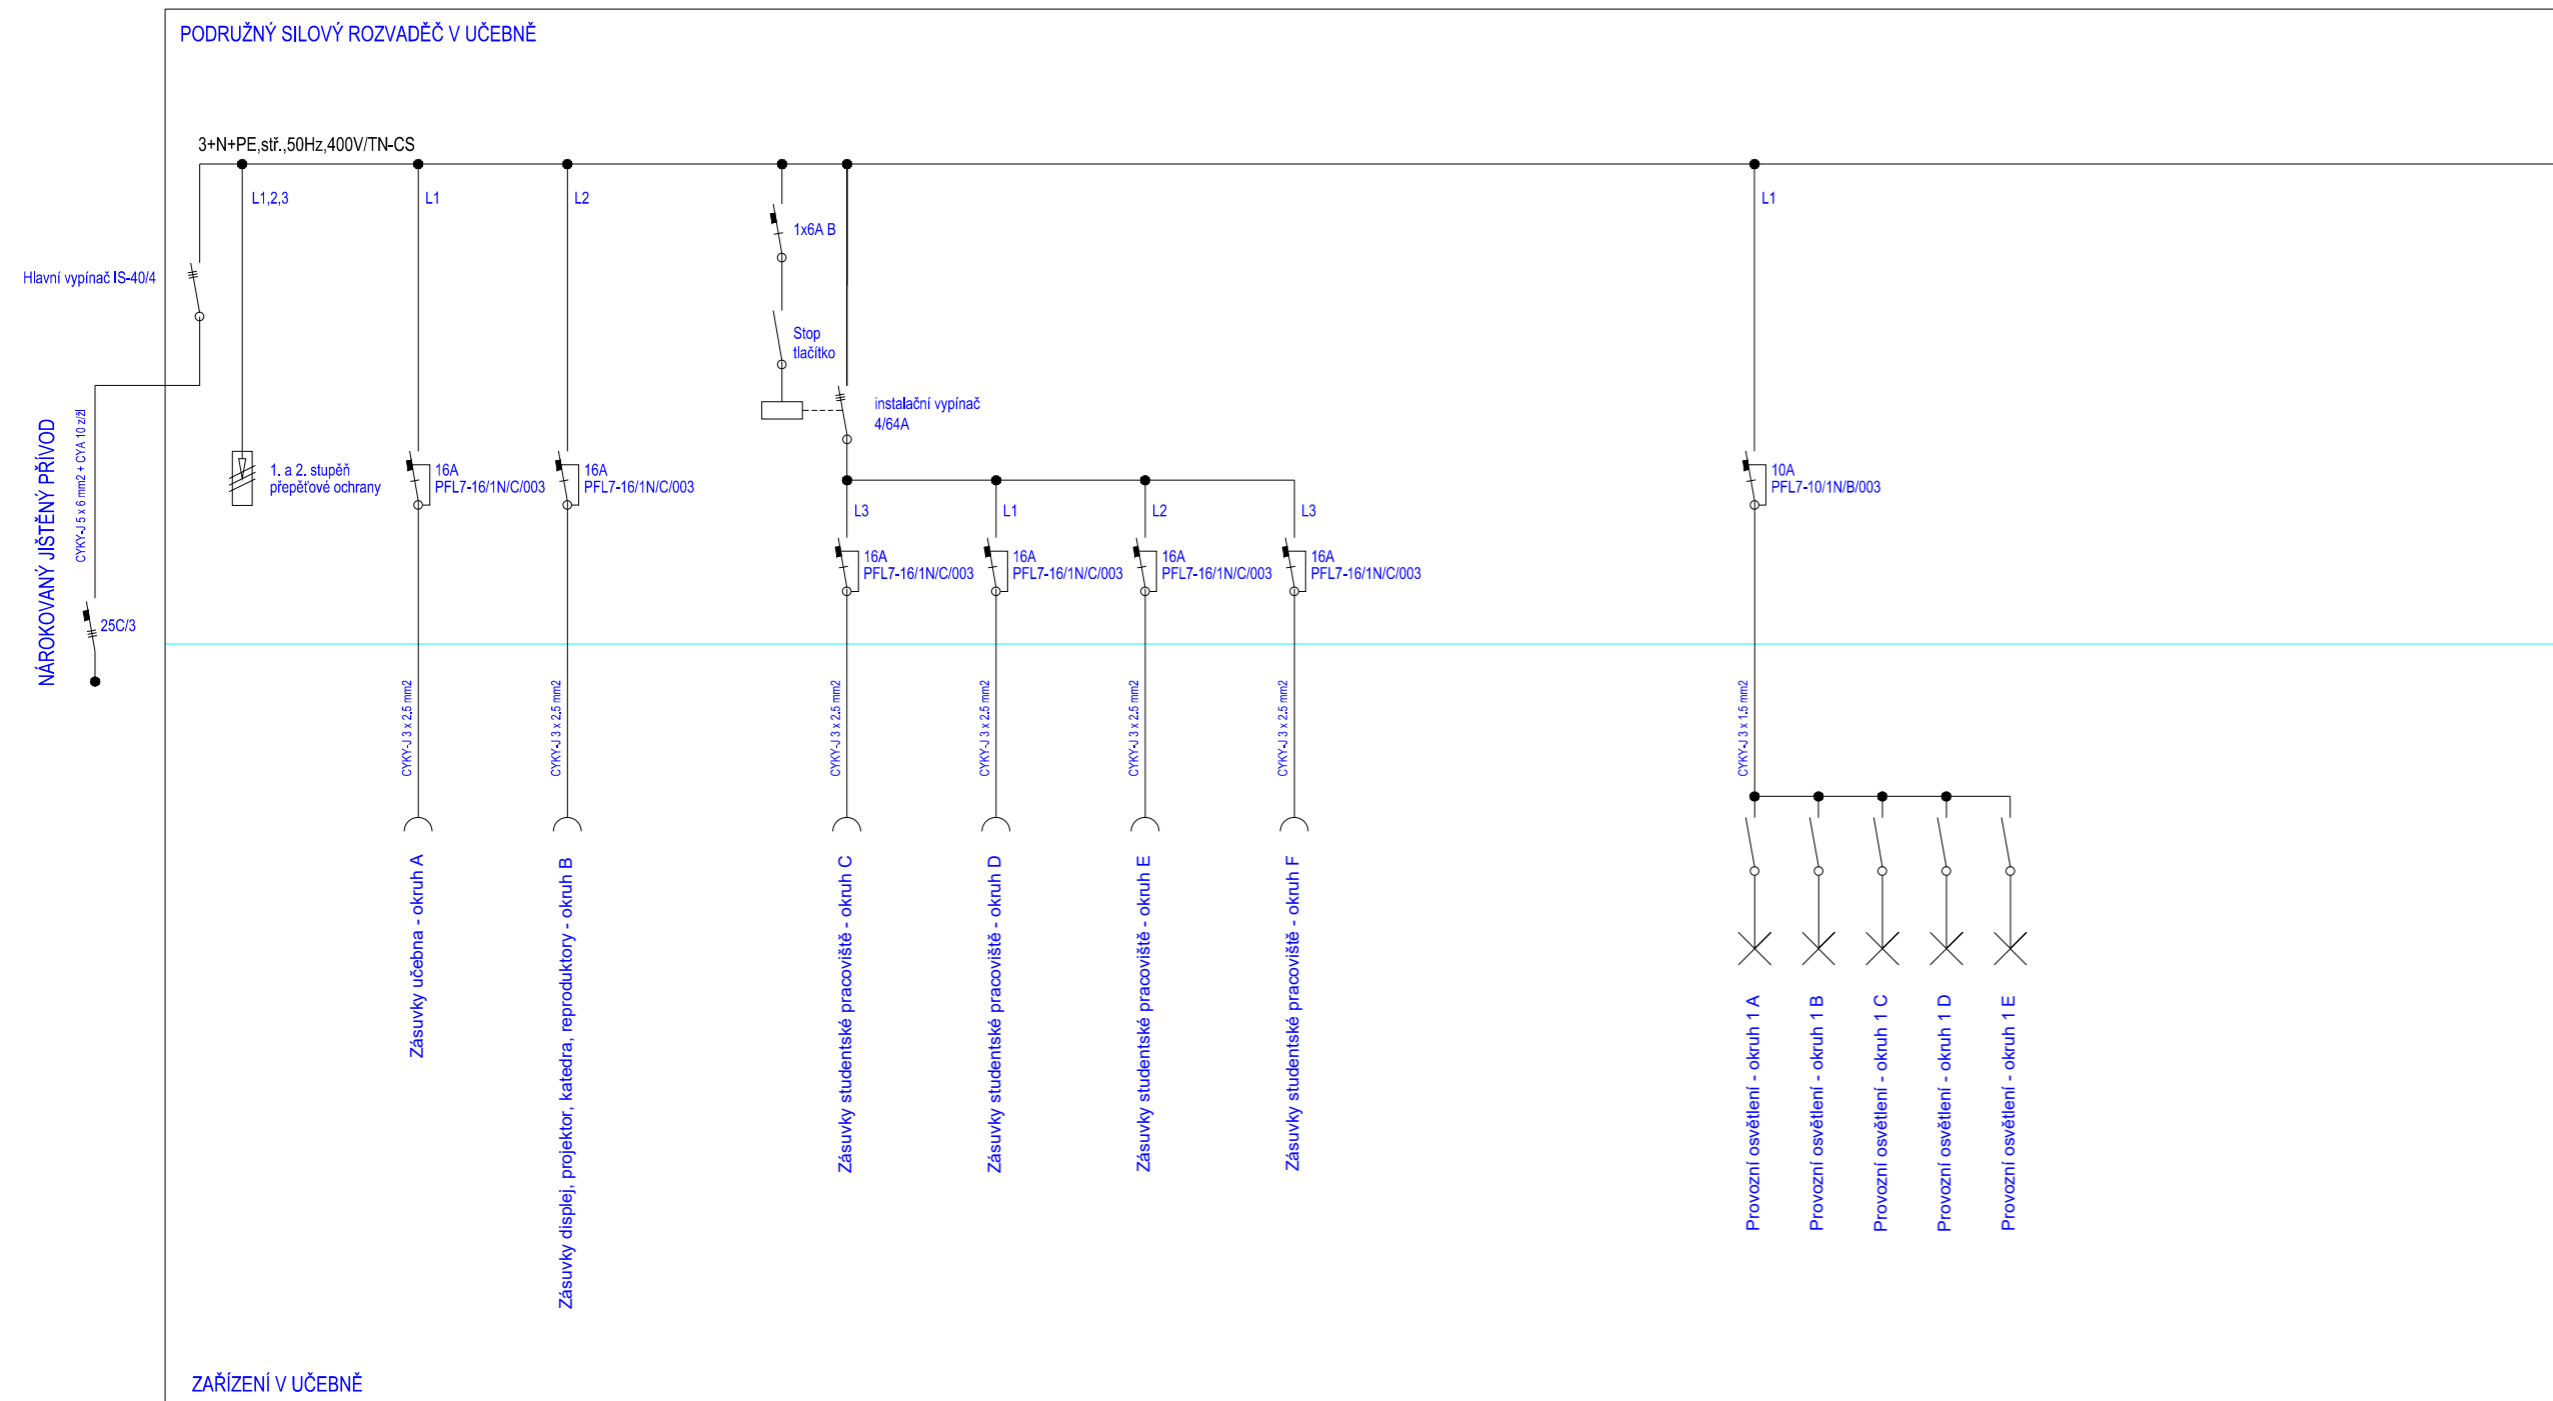 PODRUŽNÝ SILOVÝ ROZVADĚČ V UČEBNĚ
3+N+PE,stř.,50Hz,400V/TN-CS
L1,2,3
L1
L2
L1
1x6A B
Hlavní vypínač IS-40/4
Stop
tlačítko
instalační vypínač
4/64A
NÁROKOVANÝ JIŠTĚNÝ PŘÍVOD
CYKY-J 5 x 6 mm2 + CYA 10 z/žl
25C/3
1. a 2. stupěň
přepěťové ochrany
16A
PFL7-16/1N/C/003
16A
PFL7-16/1N/C/003
10A
PFL7-10/1N/B/003
L3
L1
L2
L3
16A
PFL7-16/1N/C/003
16A
PFL7-16/1N/C/003
16A
PFL7-16/1N/C/003
16A
PFL7-16/1N/C/003
CYKY-J 3 x 2.5 mm2
CYKY-J 3 x 2.5 mm2
CYKY-J 3 x 2.5 mm2
CYKY-J 3 x 2.5 mm2
CYKY-J 3 x 2.5 mm2
CYKY-J 3 x 2.5 mm2
CYKY-J 3 x 1.5 mm2
Zásuvky učebna - okruh A
Zásuvky displej, projektor, katedra, reproduktory - okruh B
Zásuvky studentské pracoviště - okruh C
Zásuvky studentské pracoviště - okruh D
Zásuvky studentské pracoviště - okruh E
Zásuvky studentské pracoviště - okruh F
Provozní osvětlení - okruh 1 A
Provozní osvětlení - okruh 1 B
Provozní osvětlení - okruh 1 C
Provozní osvětlení - okruh 1 D
Provozní osvětlení - okruh 1 E
ZAŘÍZENÍ V UČEBNĚ